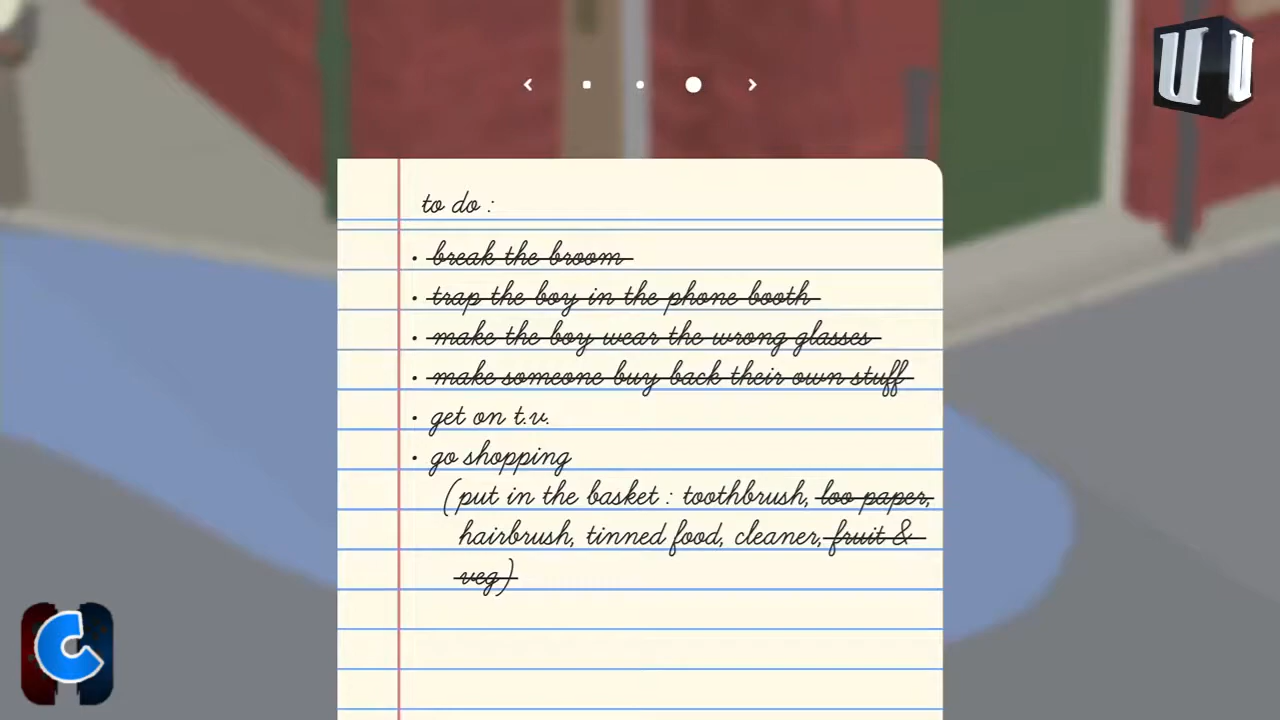 to do :
• break the broom
• trap the boy in the phone booth
• make the boy wear the wrong glasses
• make someone buy back their own stuff
• get on t.v.
• go shopping
(put in the basket : toothbrush, loo paper,
hairbrush, tinned food, cleaner, fruit &
veg)
U U
C